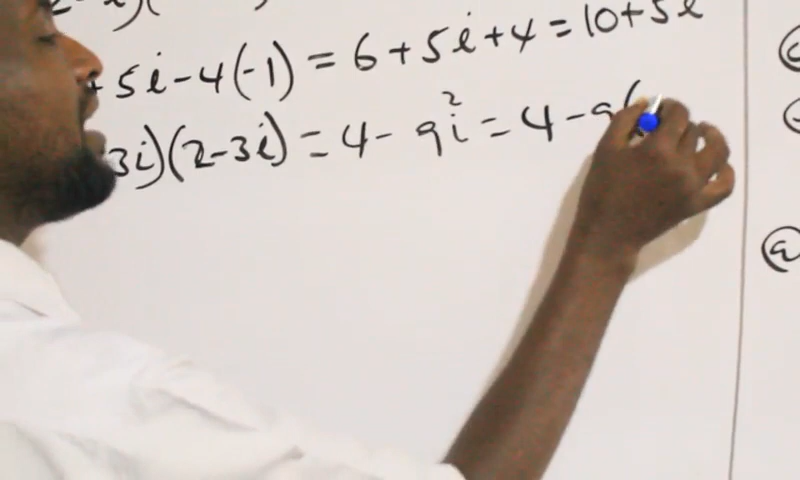 + 5i - 4(-1) = 6 + 5i + 4 = 10 + 5i
3i)(2 - 3i) = 4 - 9i² = 4 - 9(